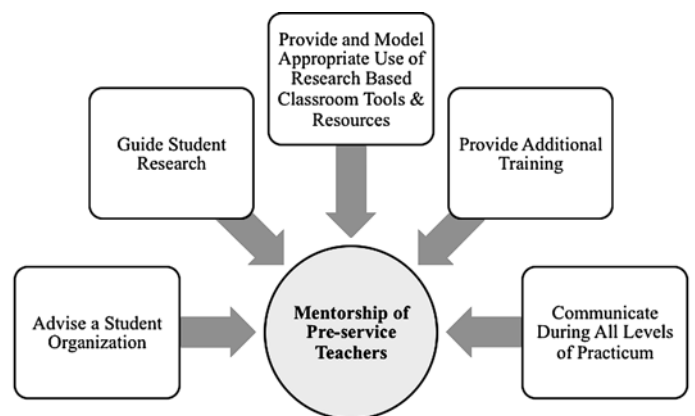 Provide and Model
Appropriate Use of
Research Based
Classroom Tools &
Resources
Guide Student
Research
Provide Additional
Training
Advise a Student
Organization
Mentorship of
Pre-service
Teachers
Communicate
During All Levels
of Practicum